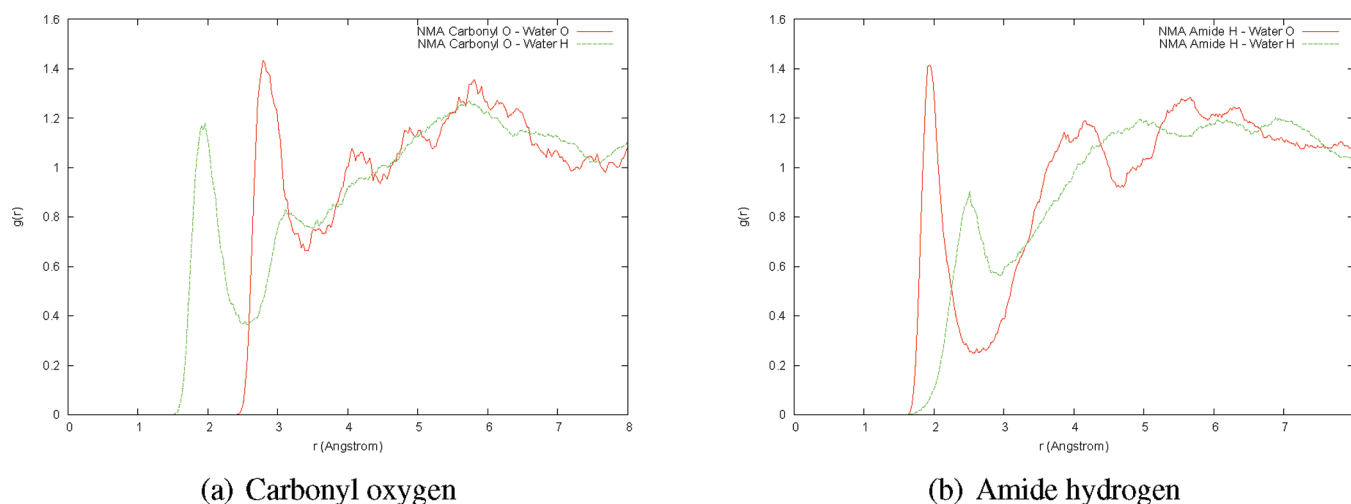 NMA Carbonyl O - Water O
NMA Carbonyl O - Water H
1.6
1.4
1.2
1
0.8
0.6
0.4
0.2
0
g(r)
0 1 2 3 4 5 6 7 8
r (Angstrom)
(a) Carbonyl oxygen
NMA Amide H - Water O
NMA Amide H - Water H
1.6
1.4
1.2
1
0.8
0.6
0.4
0.2
0
g(r)
0 1 2 3 4 5 6 7
r (Angstrom)
(b) Amide hydrogen